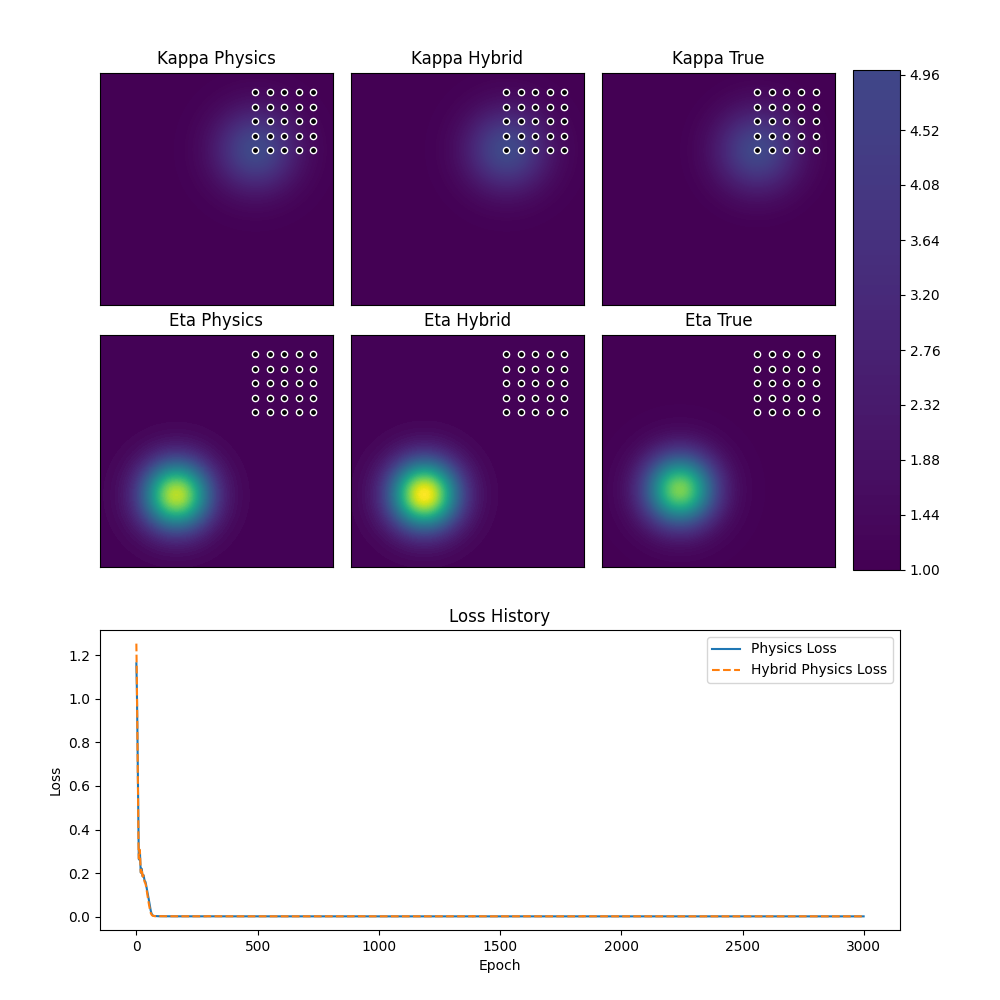 Kappa Physics
Kappa Hybrid
Kappa True
4.96
4.52
4.08
3.64
3.20
2.76
2.32
1.88
1.44
1.00
Eta Physics
Eta Hybrid
Eta True
Loss History
Physics Loss
Hybrid Physics Loss
Loss
1.2
1.0
0.8
0.6
0.4
0.2
0.0
0
500
1000
1500
2000
2500
3000
Epoch